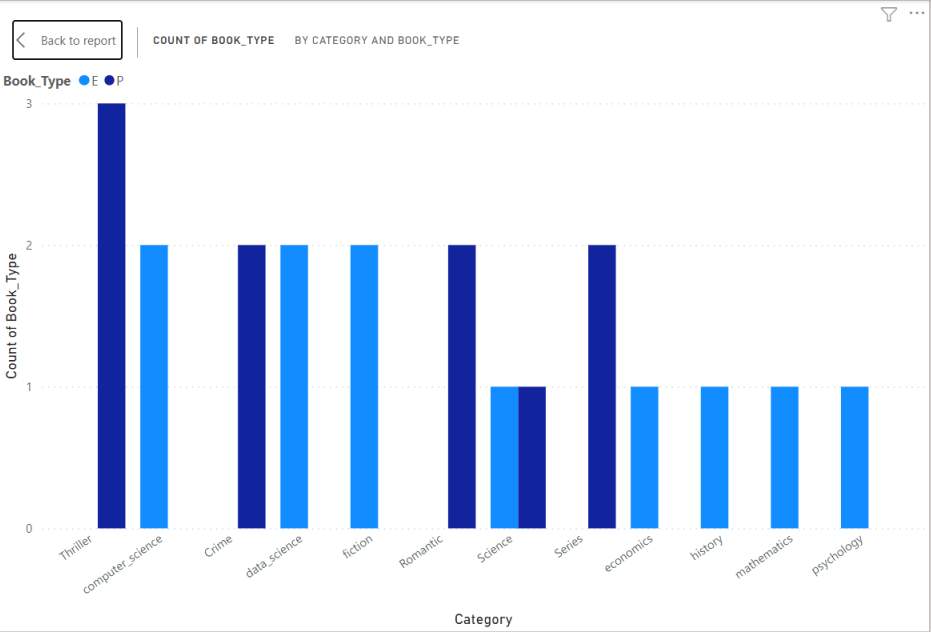 Back to report
COUNT OF BOOK_TYPE BY CATEGORY AND BOOK_TYPE
Book_Type E P
3
2
1
0
Count of Book_Type
Thriller
computer_science
Crime
data_science
fiction
Romantic
Science
Series
economics
history
mathematics
psychology
Category